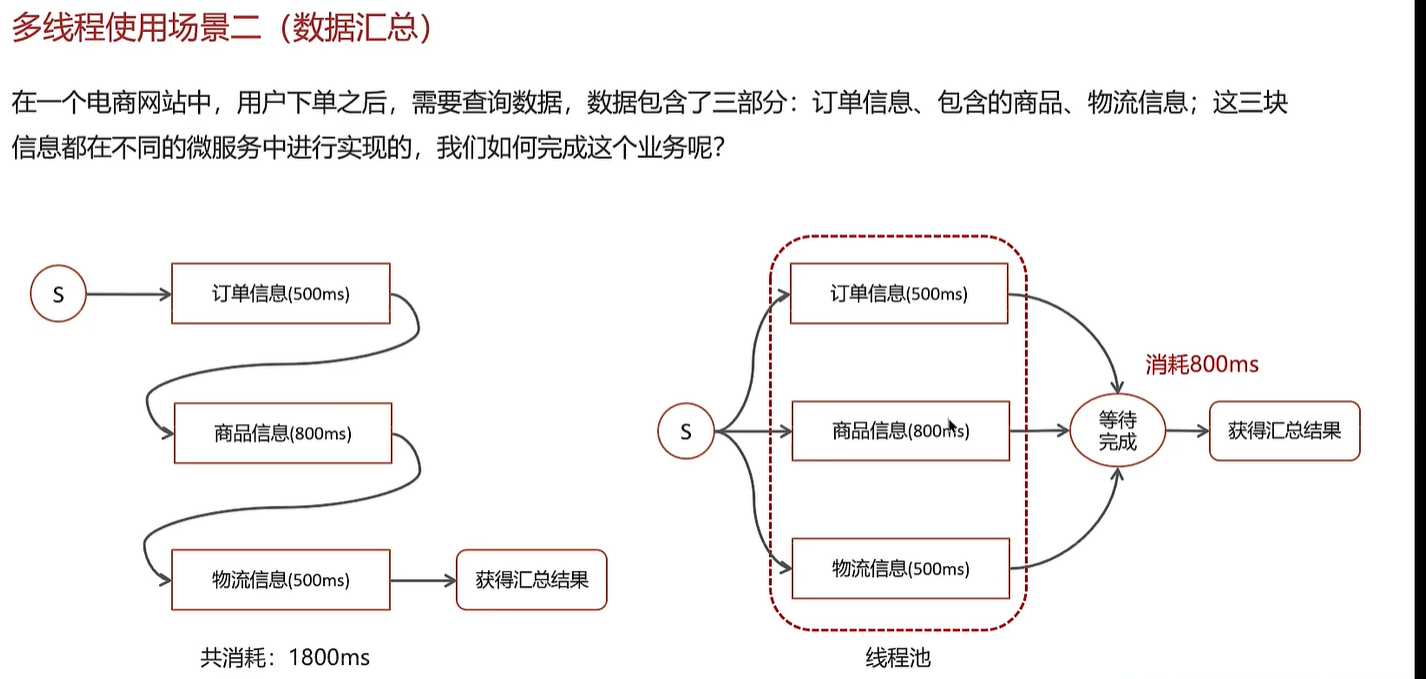 多线程使用场景二（数据汇总）
在一个电商网站中，用户下单之后，需要查询数据，数据包含了三部分：订单信息、包含的商品、物流信息；这三块
信息都在不同的微服务中进行实现的，我们如何完成这个业务呢？
S
订单信息(500ms)
商品信息(800ms)
物流信息(500ms)
获得汇总结果
共消耗：1800ms
S
订单信息(500ms)
商品信息(800ms)
物流信息(500ms)
线程池
等待
完成
消耗800ms
获得汇总结果